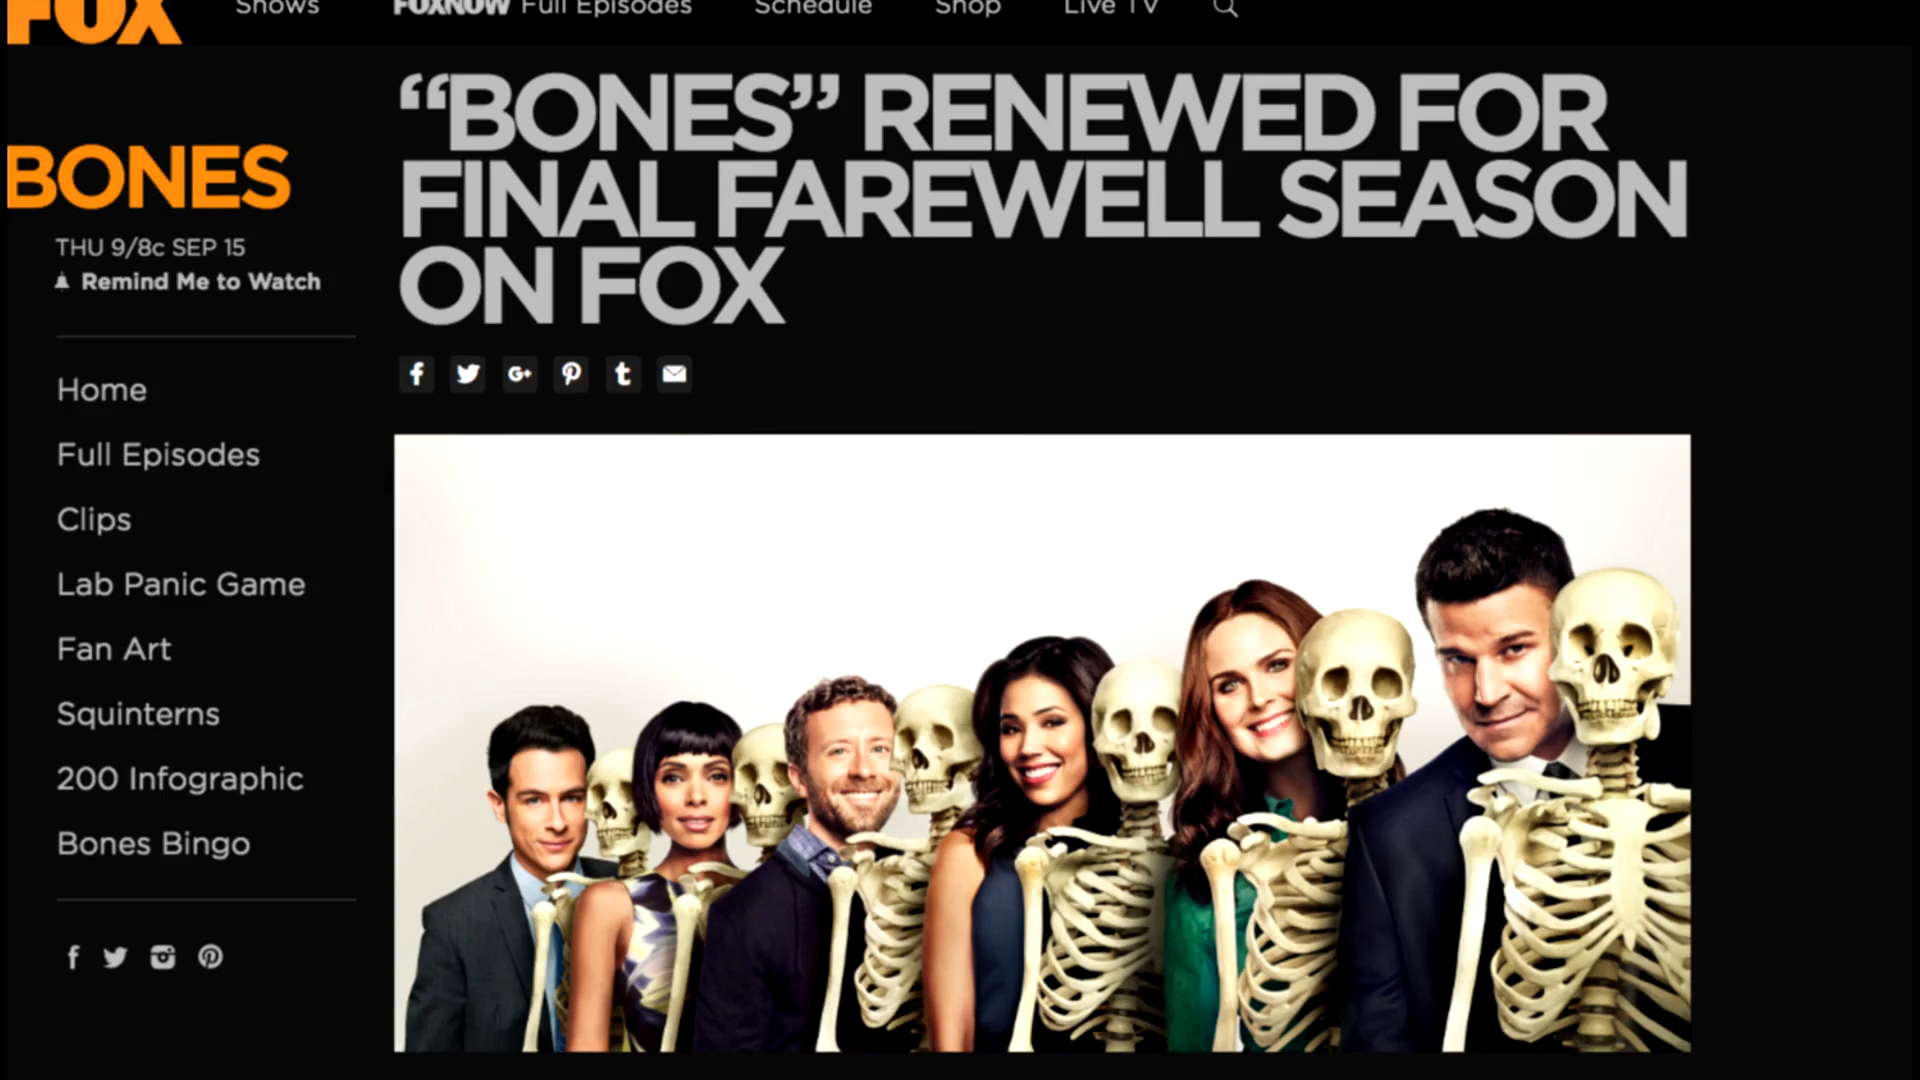 FOX
Shows
FOXNOW Full Episodes
Schedule
Shop
Live TV
BONES
THU 9/8c SEP 15
Remind Me to Watch
Home
Full Episodes
Clips
Lab Panic Game
Fan Art
Squinterns
200 Infographic
Bones Bingo
“BONES” RENEWED FOR
FINAL FAREWELL SEASON
ON FOX